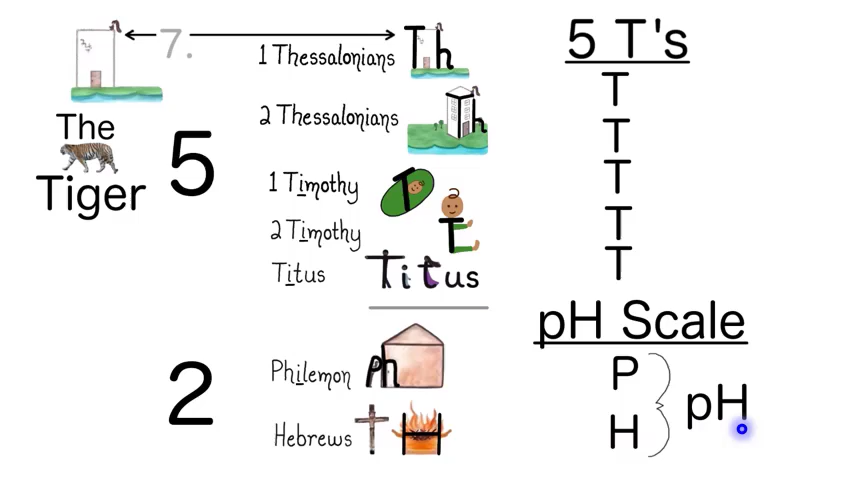 7.
The
Tiger
5
1 Thessalonians Th
2 Thessalonians h
1 Timothy T
2 Timothy t
Titus Titus
2
Philemon Ph
Hebrews H
5 T's
T
T
T
T
T
pH Scale
P
H
pH